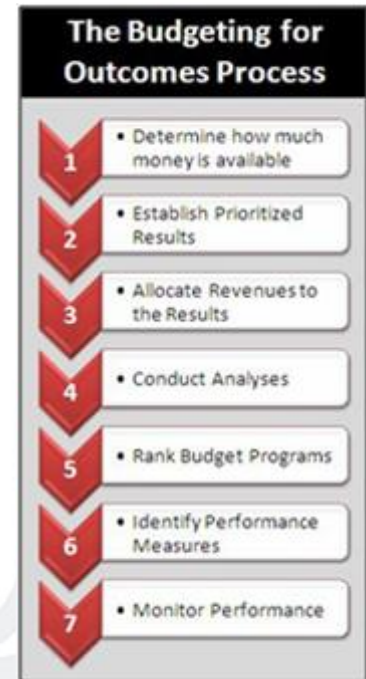 The Budgeting for
Outcomes Process
1
• Determine how much
money is available
2
• Establish Prioritized
Results
3
• Allocate Revenues to
the Results
4
• Conduct Analyses
5
• Rank Budget Programs
6
• Identify Performance
Measures
7
• Monitor Performance